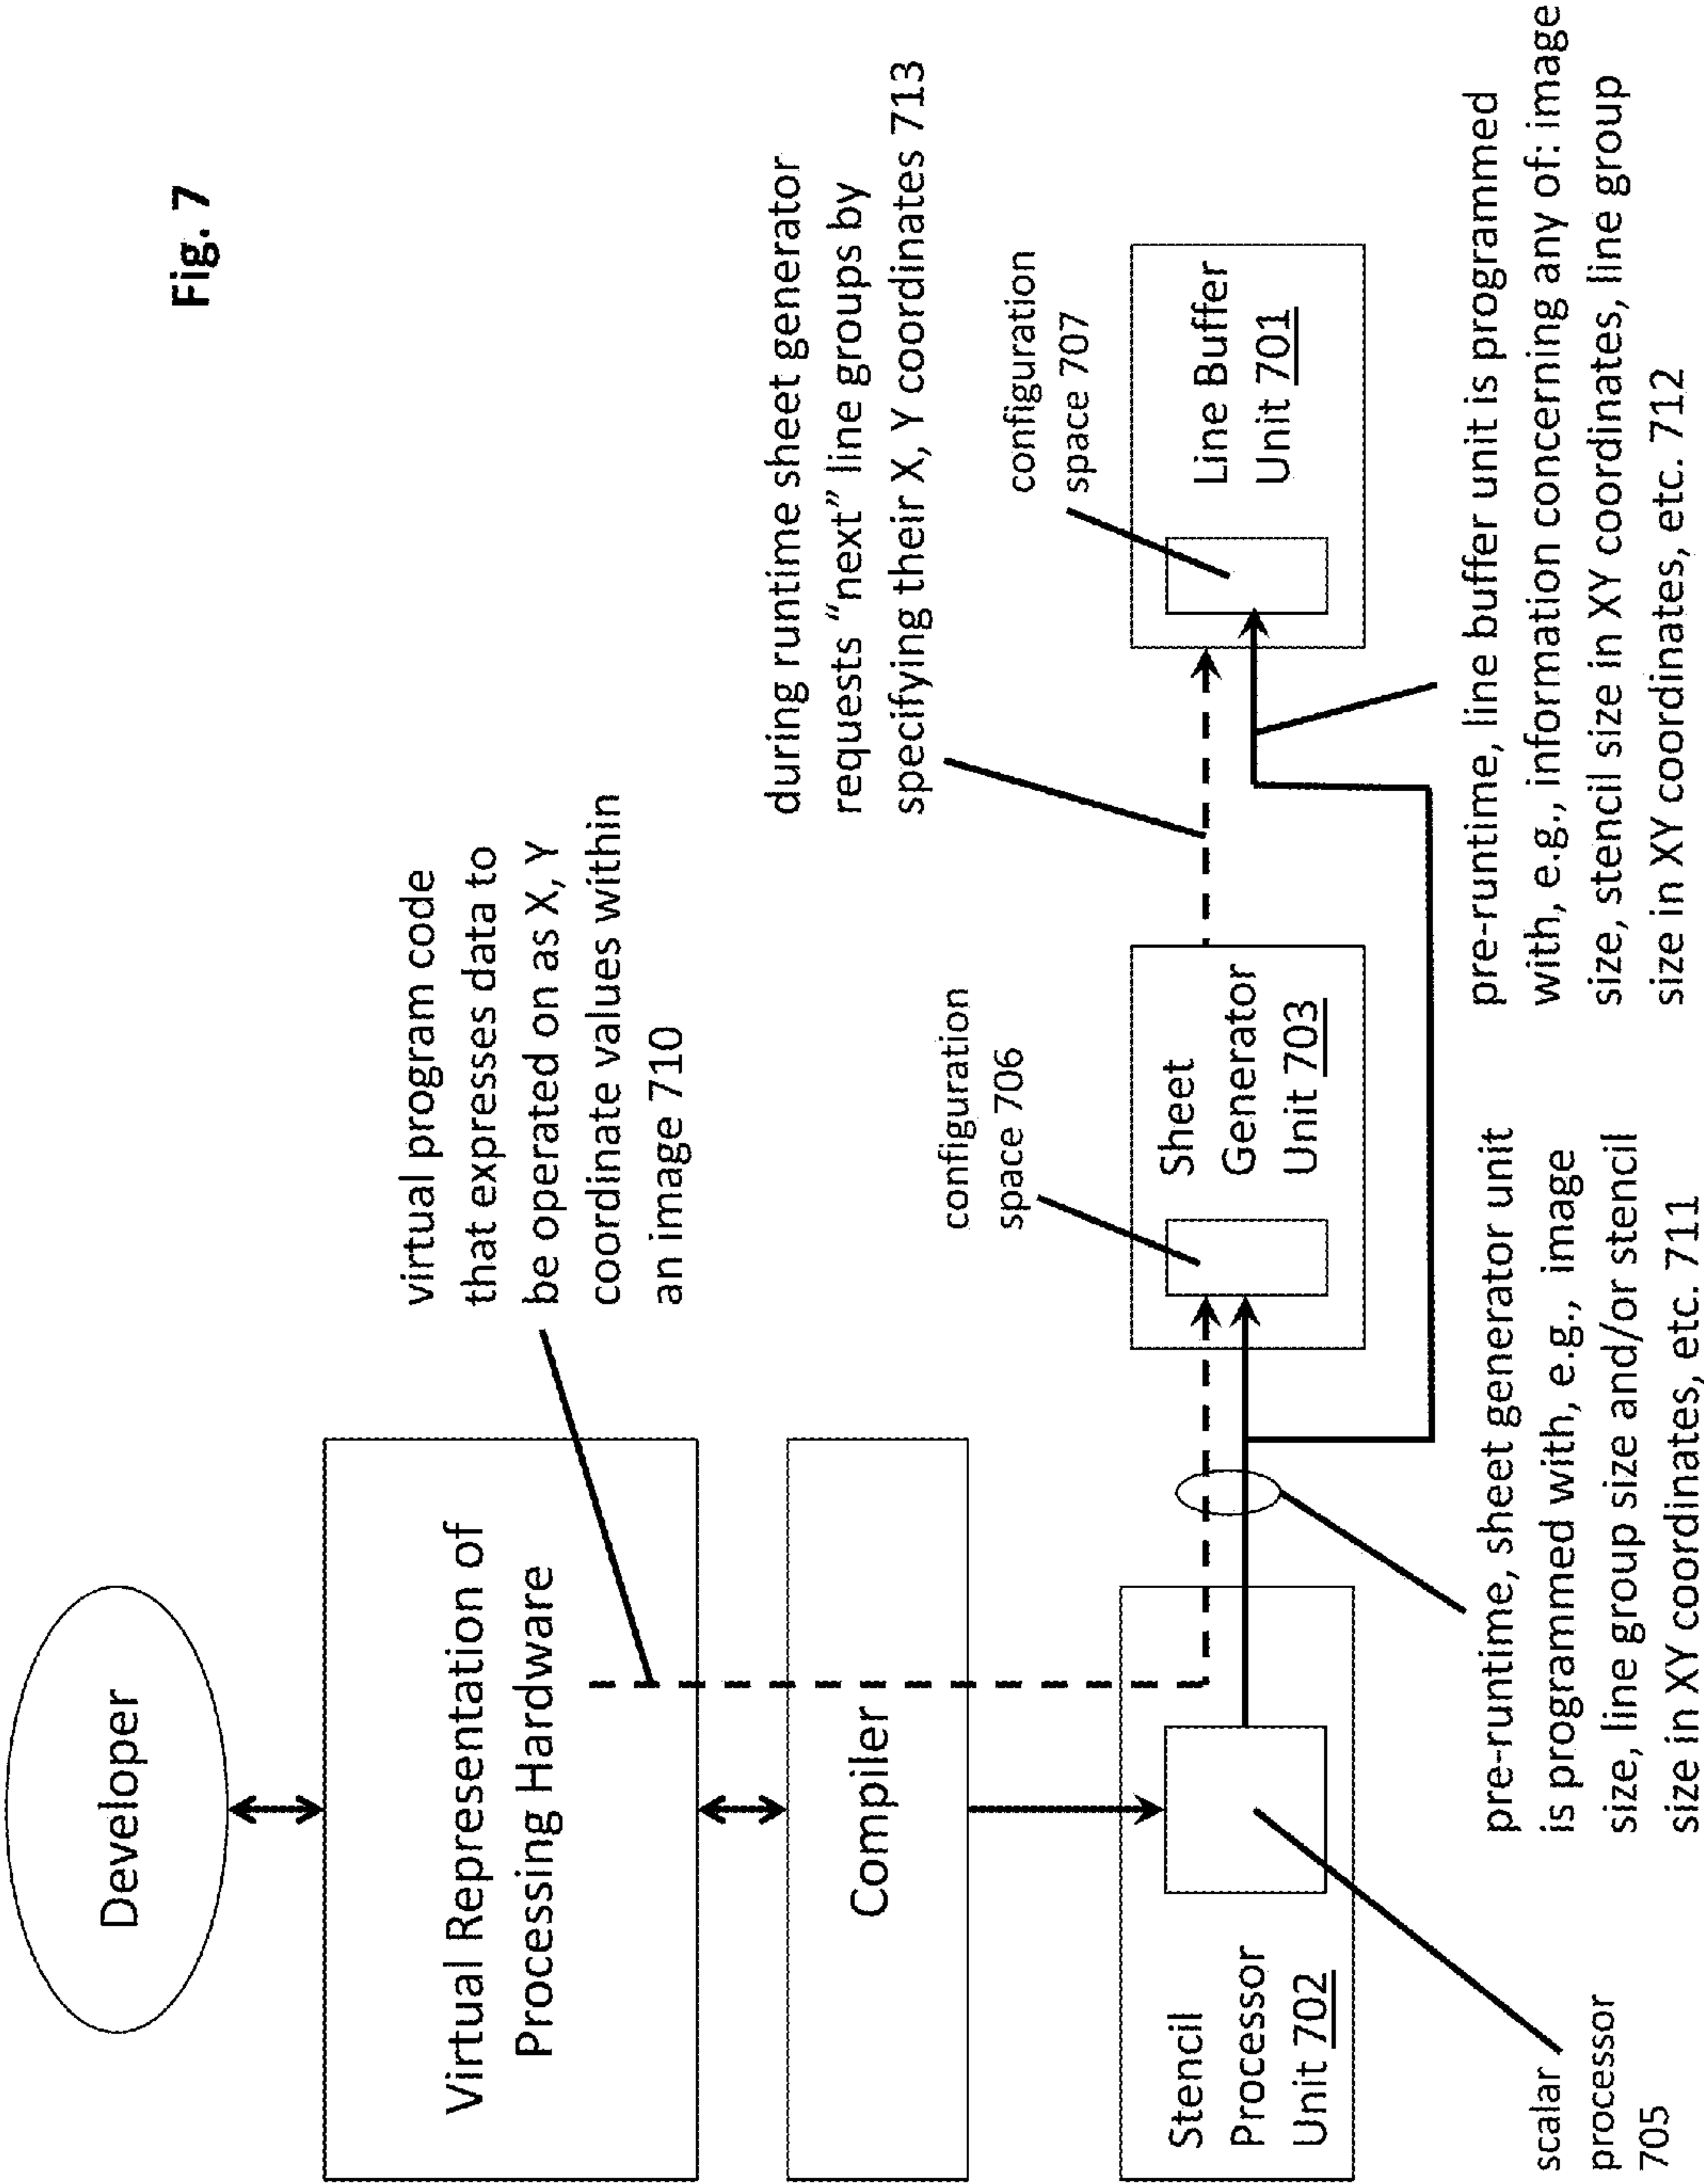 Fig. 7
Developer
Virtual Representation of
Processing Hardware
virtual program code
that expresses data to
be operated on as X, Y
coordinate values within
an image 710
Compiler
during runtime sheet generator
requests “next” line groups by
specifying their X, Y coordinates 713
configuration
space 706
configuration
space 707
Stencil
Processor
Unit 702
Sheet
Generator
Unit 703
Line Buffer
Unit 701
scalar
processor
705
pre-runtime, sheet generator unit
is programmed with, e.g., image
size, line group size and/or stencil
size in XY coordinates, etc. 711
pre-runtime, line buffer unit is programmed
with, e.g., information concerning any of: image
size, stencil size in XY coordinates, line group
size in XY coordinates, etc. 712